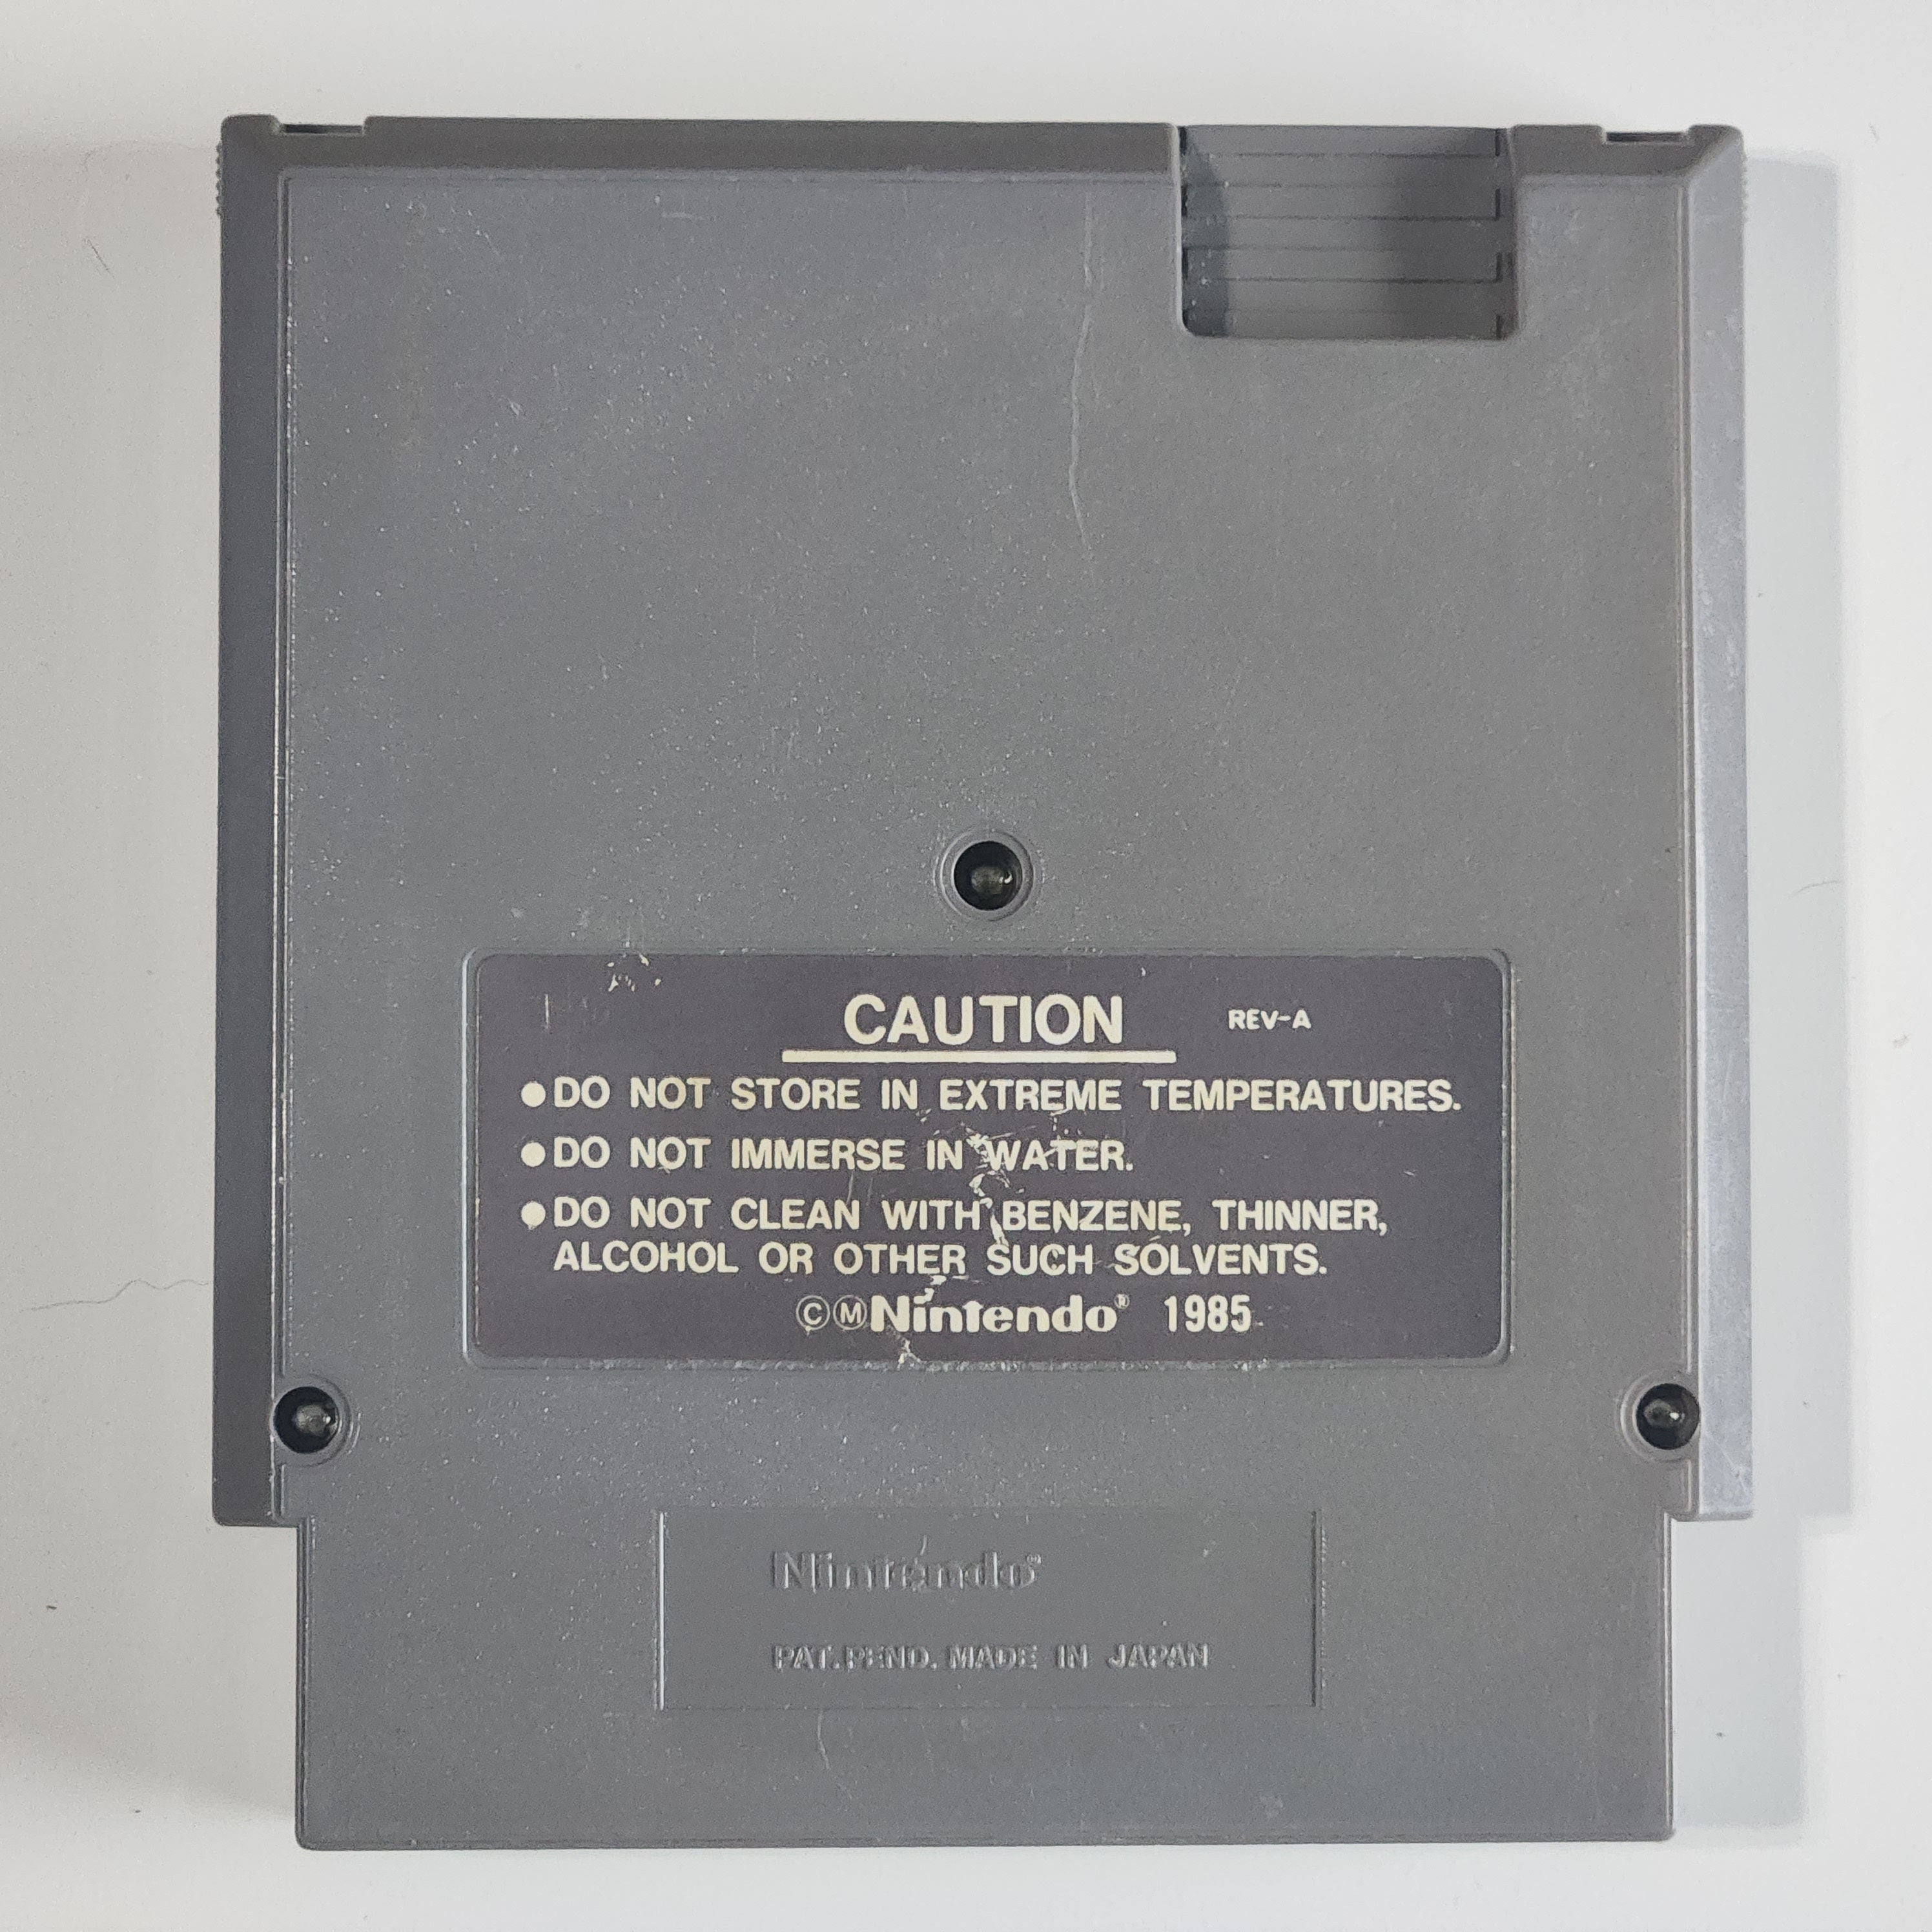 CAUTION REV-A
●DO NOT STORE IN EXTREME TEMPERATURES.
●DO NOT IMMERSE IN WATER.
●DO NOT CLEAN WITH BENZENE, THINNER,
ALCOHOL OR OTHER SUCH SOLVENTS.
©ⓂNintendo® 1985
Nintendo®
PAT. PEND. MADE IN JAPAN